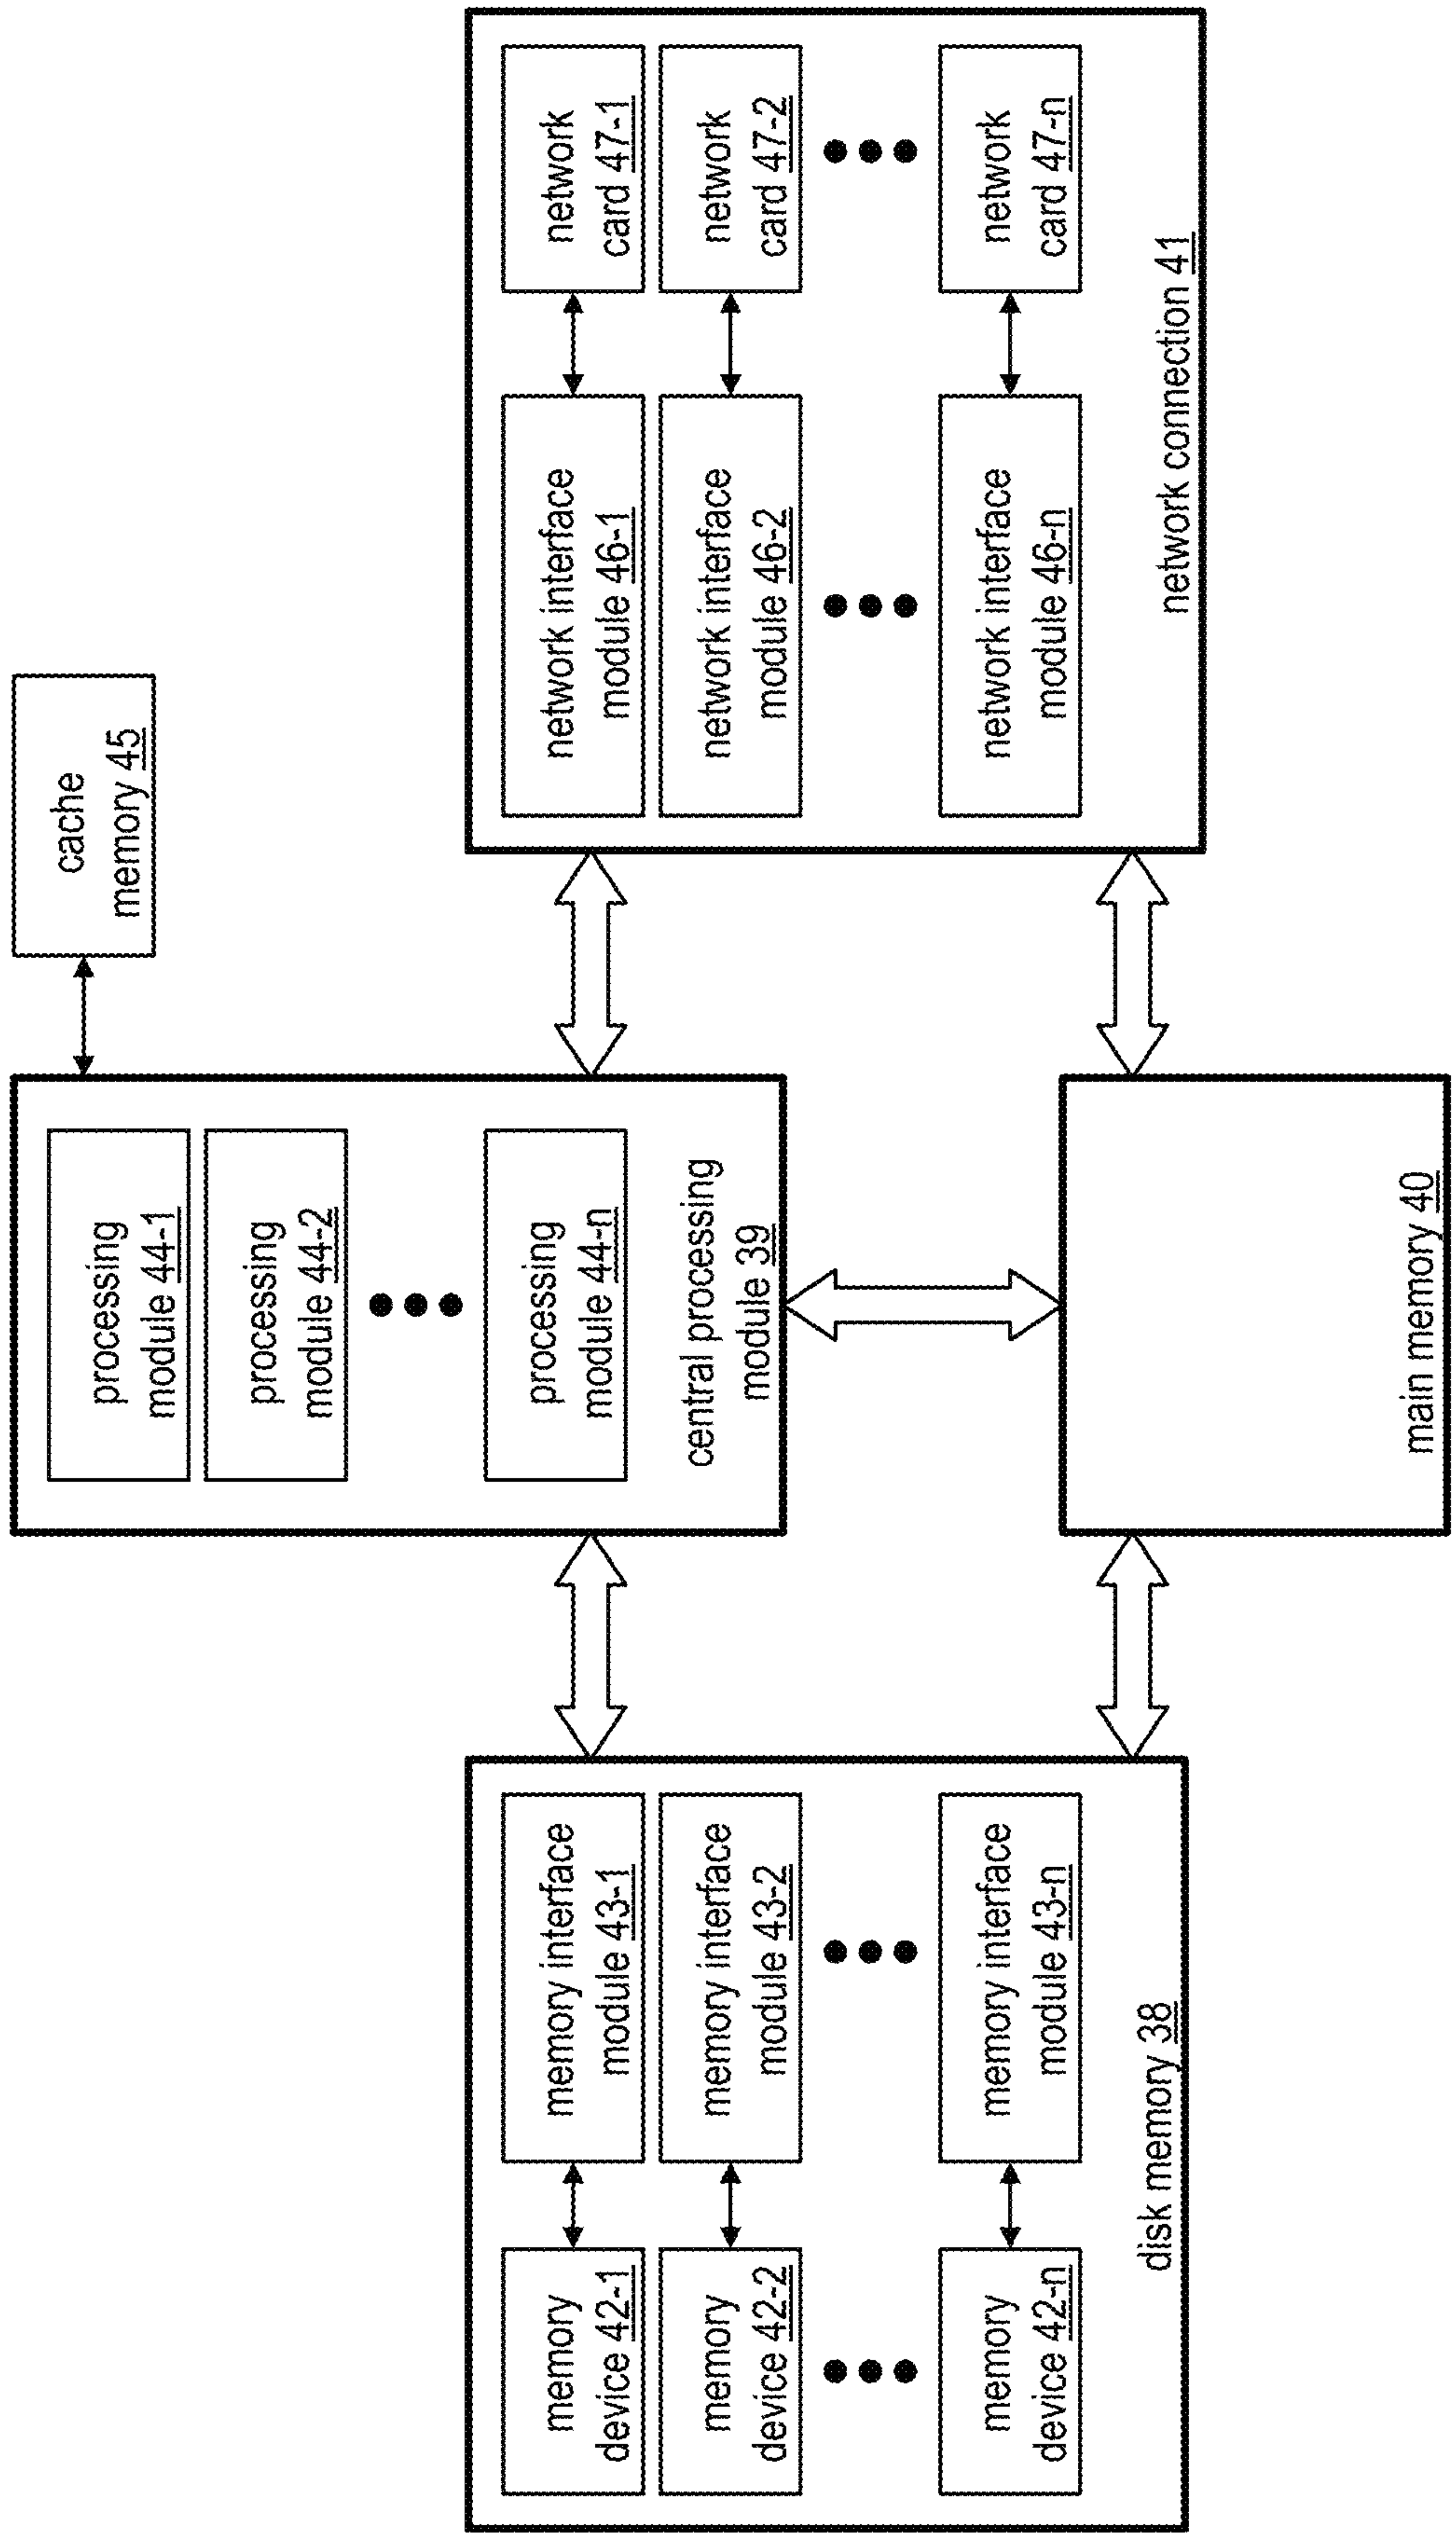 cache
memory 45
processing
module 44-1
processing
module 44-2
processing
module 44-n
central processing
module 39
memory
device 42-1
memory interface
module 43-1
memory
device 42-2
memory interface
module 43-2
memory
device 42-n
memory interface
module 43-n
disk memory 38
main memory 40
network interface
module 46-1
network
card 47-1
network interface
module 46-2
network
card 47-2
network interface
module 46-n
network
card 47-n
network connection 41